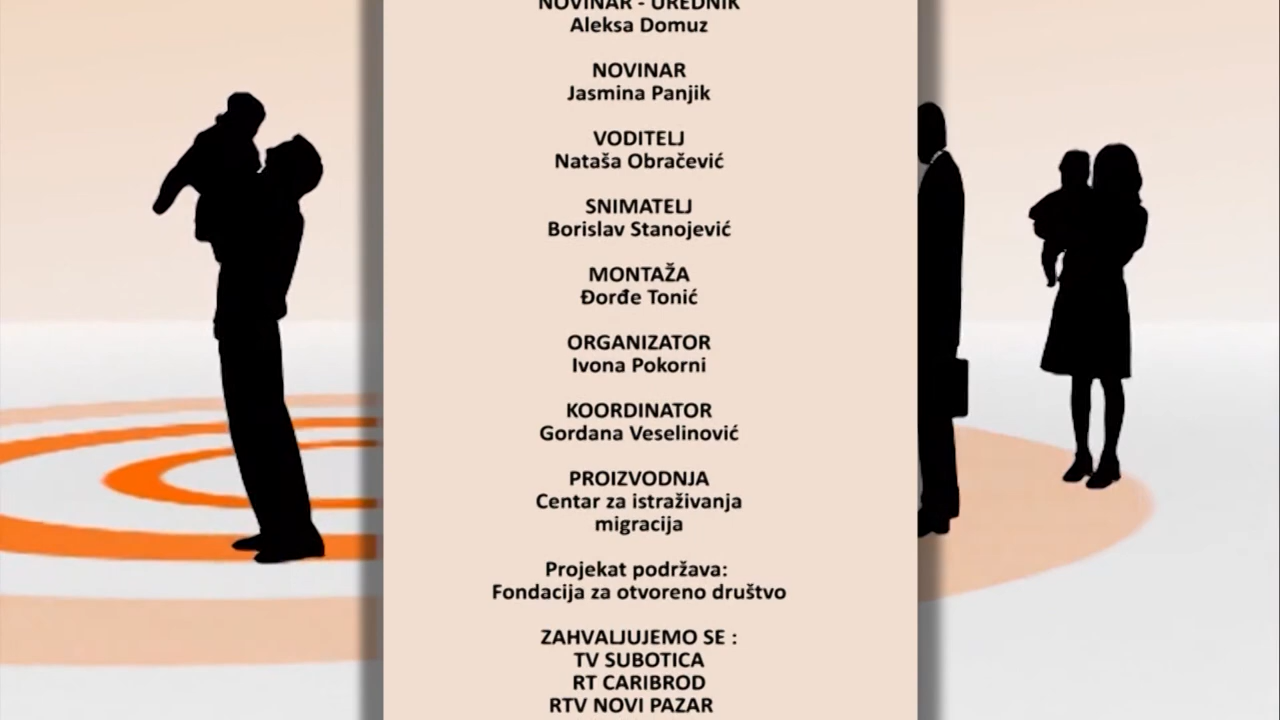 NOVINAR - UREDNIK
Aleksa Domuz
NOVINAR
Jasmina Panjik
VODITELJ
Nataša Obračević
SNIMATELJ
Borislav Stanojević
MONTAŽA
Đorđe Tonić
ORGANIZATOR
Ivona Pokorni
KOORDINATOR
Gordana Veselinović
PROIZVODNJA
Centar za istraživanja
migracija
Projekat podržava:
Fondacija za otvoreno društvo
ZAHVALJUJEMO SE :
TV SUBOTICA
RT CARIBROD
RTV NOVI PAZAR